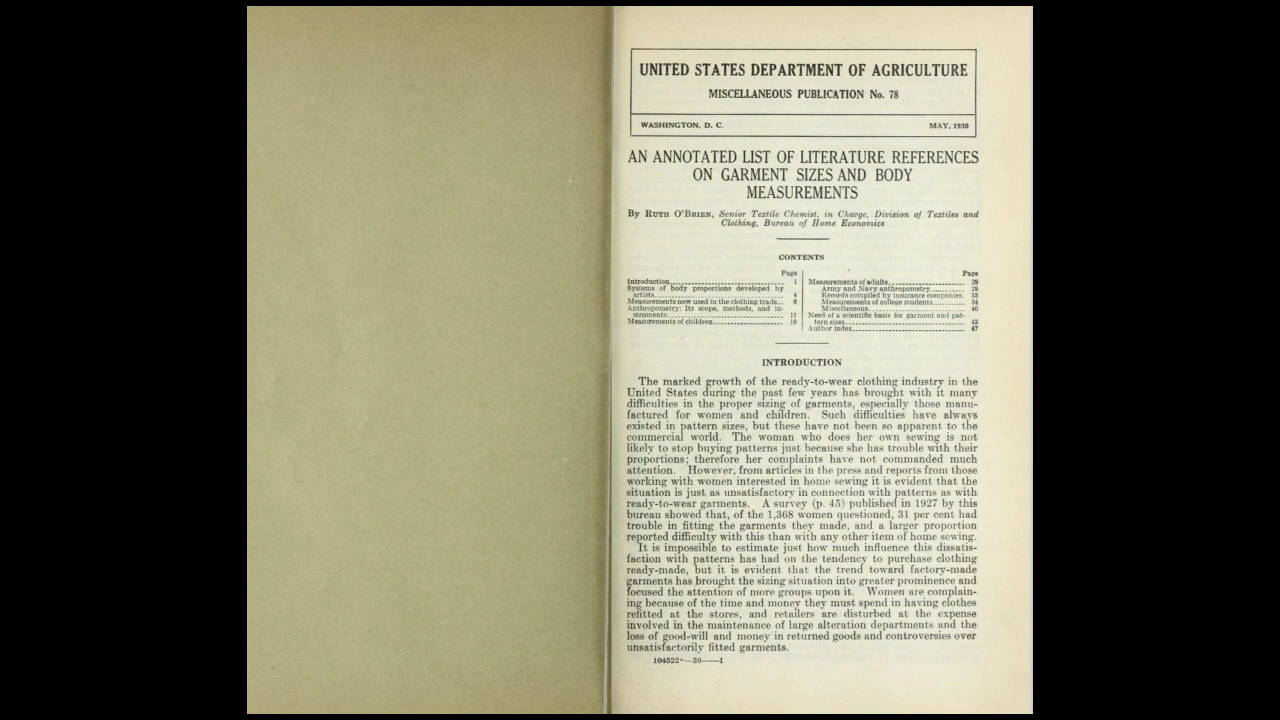 UNITED STATES DEPARTMENT OF AGRICULTURE
MISCELLANEOUS PUBLICATION No. 78
WASHINGTON, D. C. MAY, 1930
AN ANNOTATED LIST OF LITERATURE REFERENCES
ON GARMENT SIZES AND BODY
MEASUREMENTS
By RUTH O'BRIEN, Senior Textile Chemist, in Charge, Division of Textiles and
Clothing, Bureau of Home Economics
CONTENTS
Page
Introduction 1
Systems of body proportions developed by
artists 4
Measurements now used in the clothing trade 6
Anthropometry: Its scope, methods, and in-
struments 11
Measurements of children 19
Page
Measurements of adults 29
Army and Navy anthropometry 29
Records compiled by insurance companies. 33
Measurements of college students 34
Miscellaneous 40
Need of a scientific basis for garment and pat-
tern sizes 43
Author index 47
INTRODUCTION
The marked growth of the ready-to-wear clothing industry in the
United States during the past few years has brought with it many
difficulties in the proper sizing of garments, especially those manu-
factured for women and children. Such difficulties have always
existed in pattern sizes, but these have not been so apparent to the
commercial world. The woman who does her own sewing is not
likely to stop buying patterns just because she has trouble with their
proportions; therefore her complaints have not commanded much
attention. However, from articles in the press and reports from those
working with women interested in home sewing it is evident that the
situation is just as unsatisfactory in connection with patterns as with
ready-to-wear garments. A survey (p. 45) published in 1927 by this
bureau showed that, of the 1,368 women questioned, 31 per cent had
trouble in fitting the garments they made, and a larger proportion
reported difficulty with this than with any other item of home sewing.
It is impossible to estimate just how much influence this dissatis-
faction with patterns has had on the tendency to purchase clothing
ready-made, but it is evident that the trend toward factory-made
garments has brought the sizing situation into greater prominence and
focused the attention of more groups upon it. Women are complain-
ing because of the time and money they must spend in having clothes
refitted at the stores, and retailers are disturbed at the expense
involved in the maintenance of large alteration departments and the
loss of good-will and money in returned goods and controversies over
unsatisfactorily fitted garments.
104522°—30——1